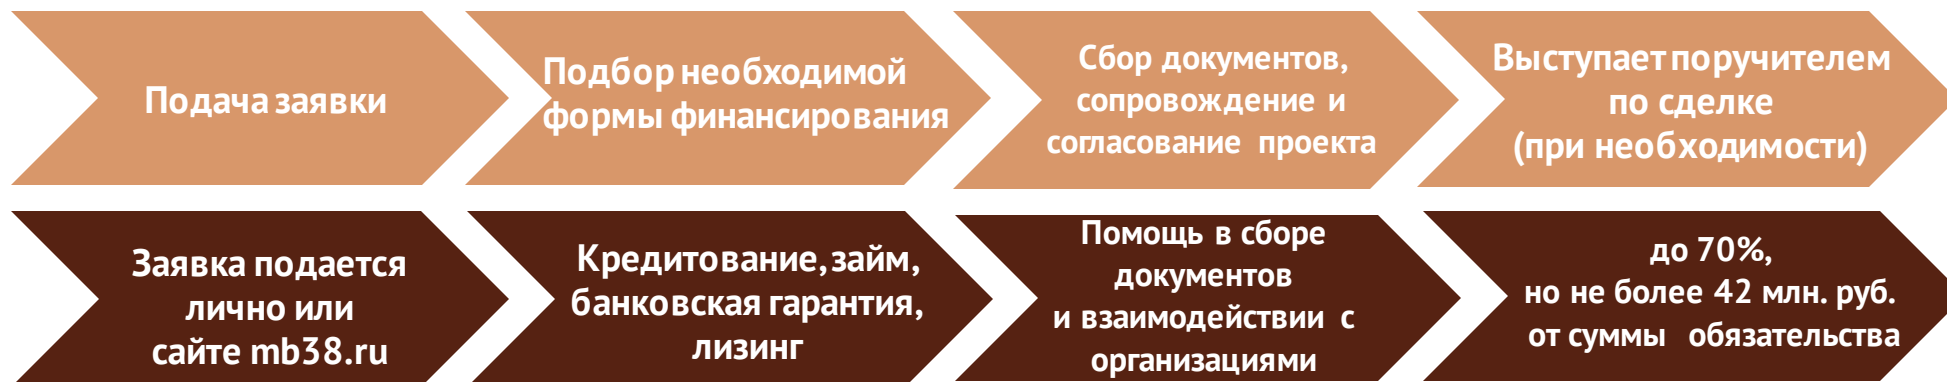 Подача заявки
Подбор необходимой
формы финансирования
Сбор документов,
сопровождение и
согласование проекта
Выступает поручителем
по сделке
(при необходимости)
Заявка подается
лично или
сайте mb38.ru
Кредитование, займ,
банковская гарантия,
лизинг
Помощь в сборе
документов
и взаимодействии с
организациями
до 70%,
но не более 42 млн. руб.
от суммы обязательства